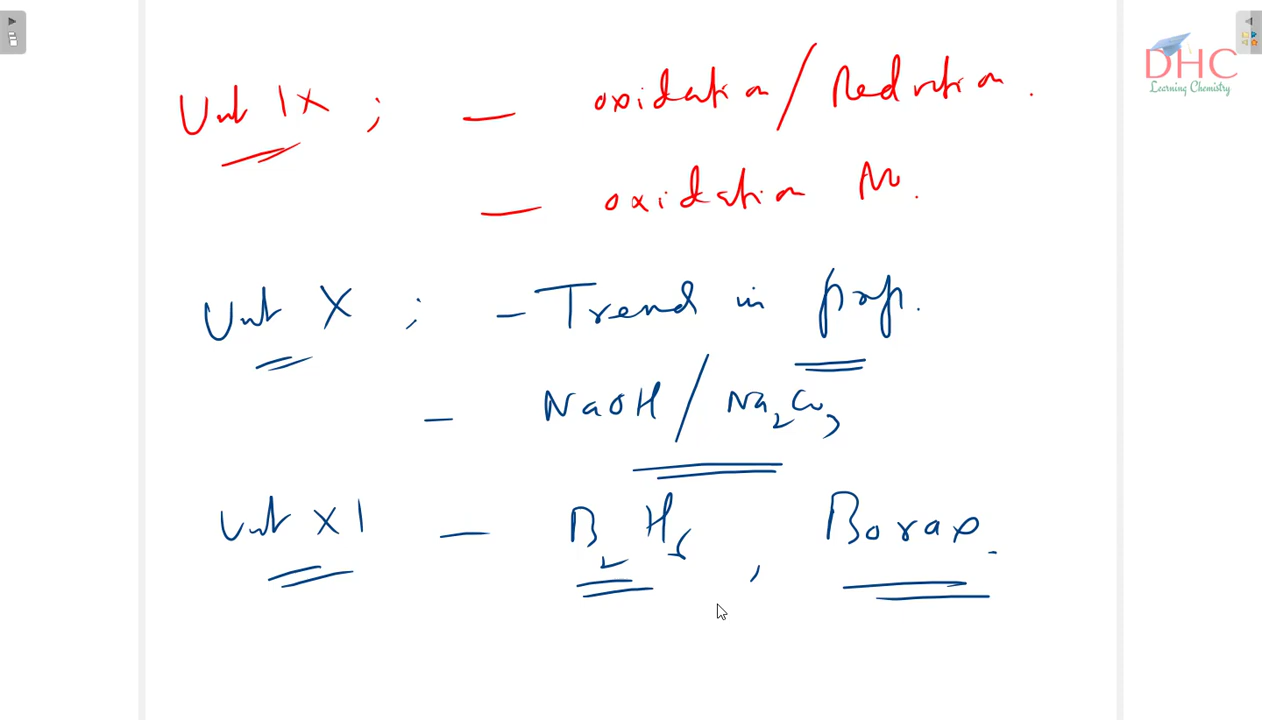 Unit IX ; — oxidation / Reduction.
— oxidation No.
Unit X ; — Trend in prop.
— NaOH / Na₂CO₃
Unit XI — B₂H₆ , Borax.
DHC
Learning Chemistry